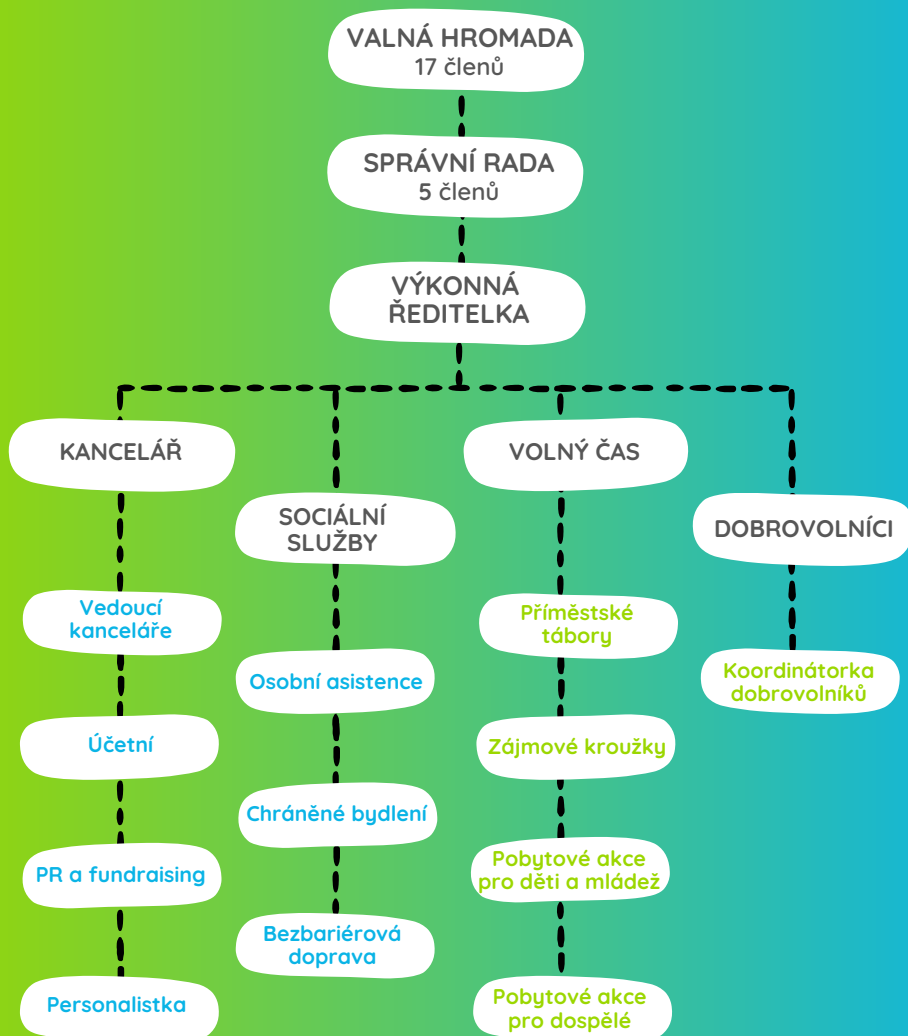 VALNÁ HROMADA
17 členů
SPRÁVNÍ RADA
5 členů
VÝKONNÁ
ŘEDITELKA
KANCELÁŘ
Vedoucí
kanceláře
Účetní
PR a fundraising
Personalistka
SOCIÁLNÍ
SLUŽBY
Osobní asistence
Chráněné bydlení
Bezbariérová
doprava
VOLNÝ ČAS
Příměstské
tábory
Zájmové kroužky
Pobytové akce
pro děti a mládež
Pobytové akce
pro dospělé
DOBROVOLNÍCI
Koordinátorka
dobrovolníků